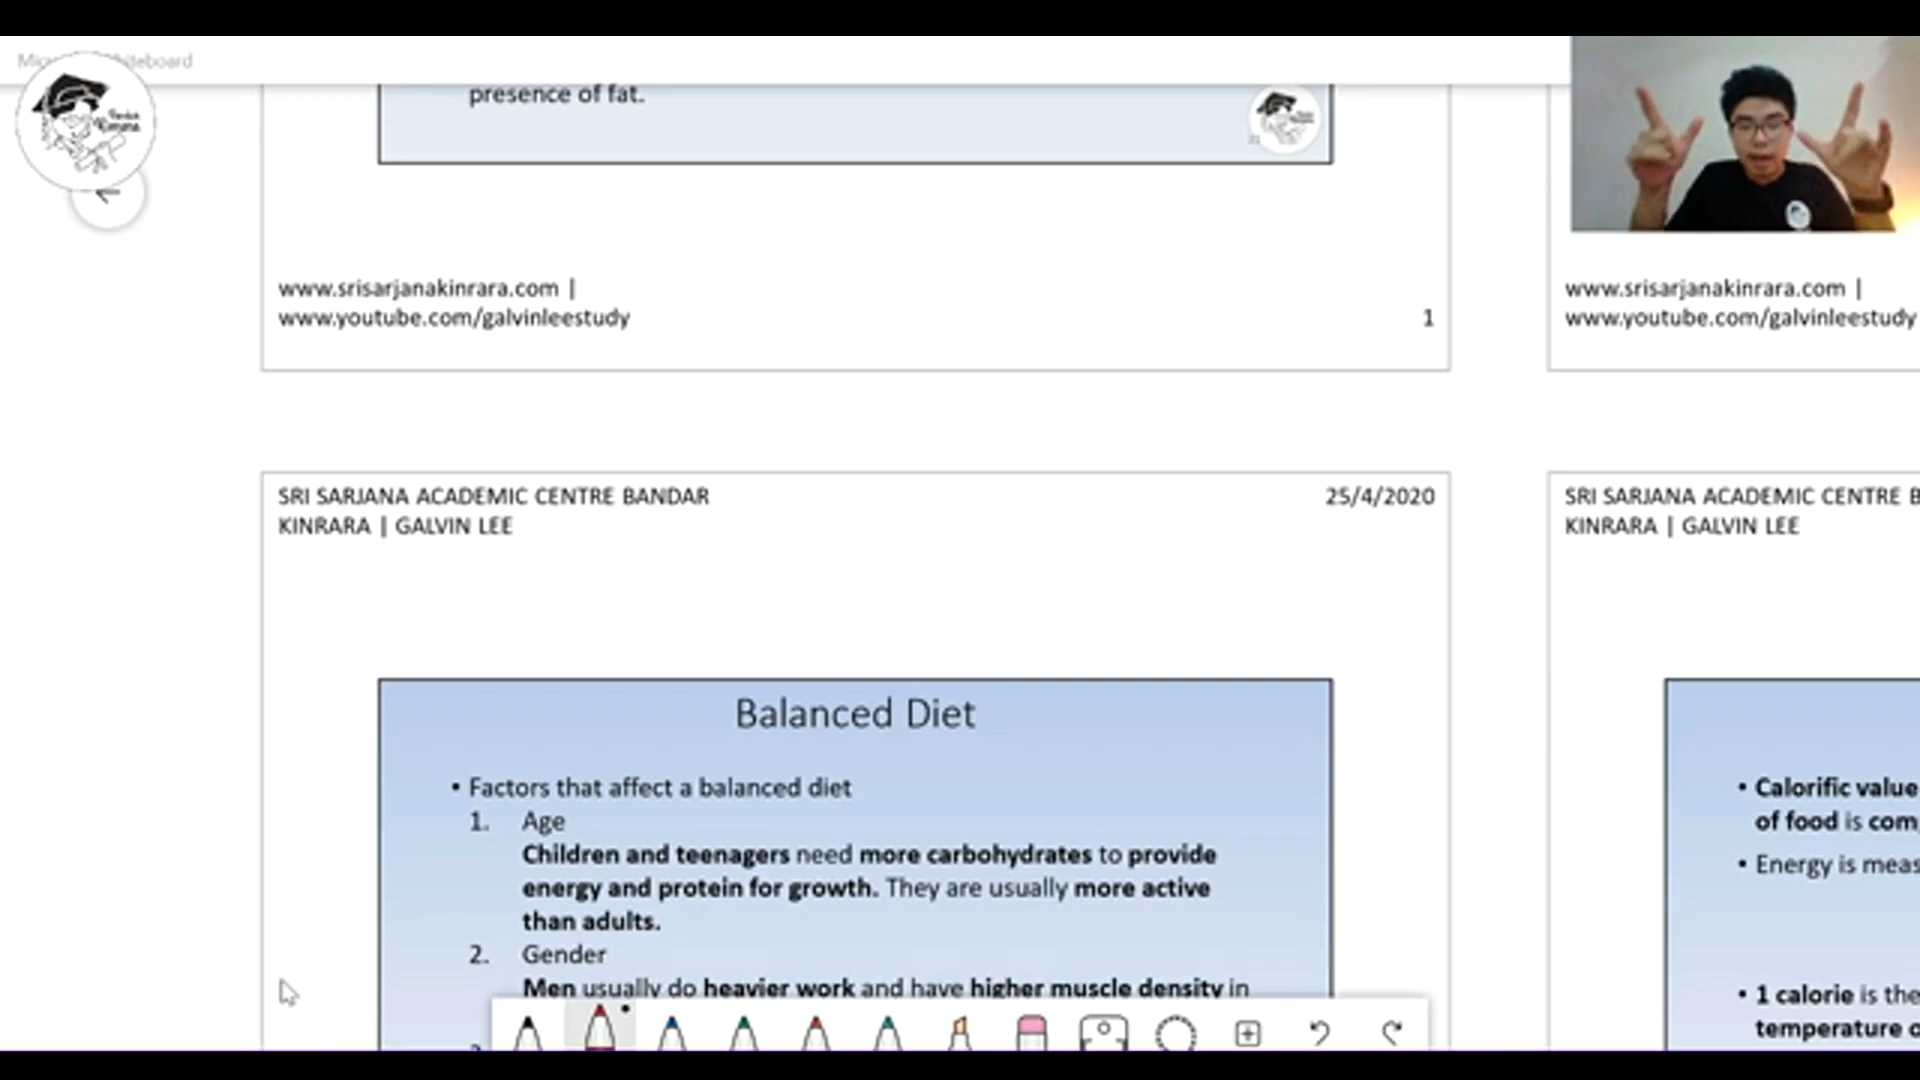 presence of fat.
www.srisarjanakinrara.com |
www.youtube.com/galvinleestudy
1
www.srisarjanakinrara.com |
www.youtube.com/galvinleestudy
SRI SARJANA ACADEMIC CENTRE BANDAR
KINRARA | GALVIN LEE
25/4/2020
SRI SARJANA ACADEMIC CENTRE B
KINRARA | GALVIN LEE
Balanced Diet
• Factors that affect a balanced diet
1. Age
Children and teenagers need more carbohydrates to provide
energy and protein for growth. They are usually more active
than adults.
2. Gender
Men usually do heavier work and have higher muscle density in
• Calorific value
of food is com
• Energy is meas
• 1 calorie is the
temperature o